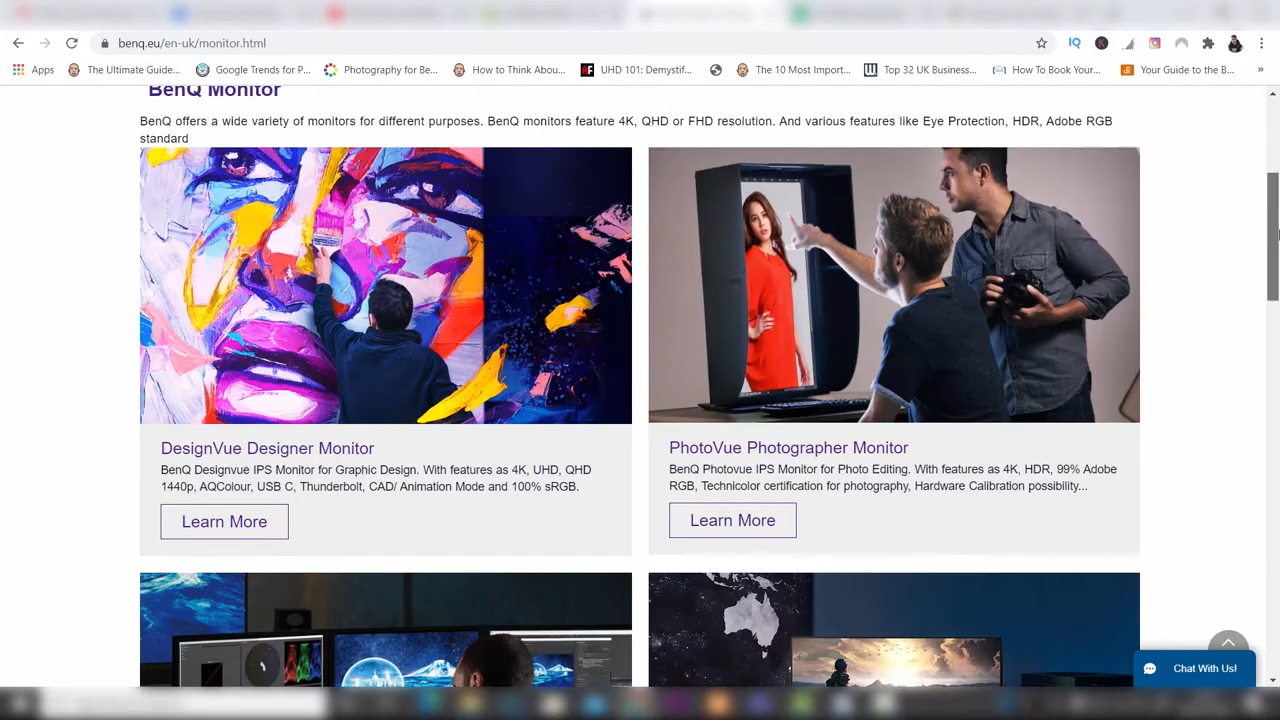 benq.eu/en-uk/monitor.html
Apps The Ultimate Guide... Google Trends for P... Photography for Be... How to Think Abou... UHD 101: Demystif... The 10 Most Import... Top 32 UK Business... How To Book Your... Your Guide to the B... »
BenQ Monitor
BenQ offers a wide variety of monitors for different purposes. BenQ monitors feature 4K, QHD or FHD resolution. And various features like Eye Protection, HDR, Adobe RGB
standard
DesignVue Designer Monitor
BenQ Designvue IPS Monitor for Graphic Design. With features as 4K, UHD, QHD
1440p, AQColour, USB C, Thunderbolt, CAD/ Animation Mode and 100% sRGB.
Learn More
PhotoVue Photographer Monitor
BenQ Photovue IPS Monitor for Photo Editing. With features as 4K, HDR, 99% Adobe
RGB, Technicolor certification for photography, Hardware Calibration possibility...
Learn More
Chat With Us!